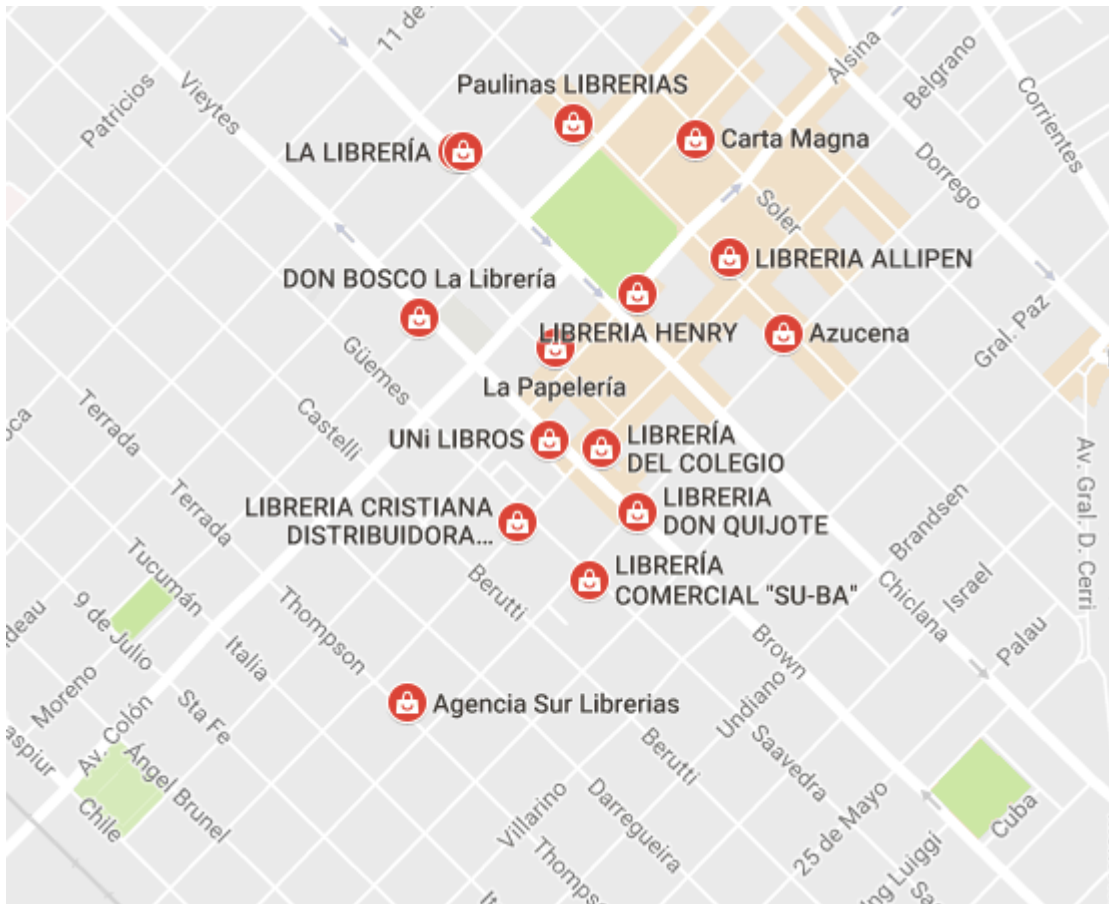 11 de
Alsina
Belgrano
Corrientes
Patricios
Vieytes
Paulinas LIBRERIAS
Carta Magna
LA LIBRERÍA
Dorrego
Soler
LIBRERIA ALLIPEN
DON BOSCO La Librería
LIBRERIA HENRY
Azucena
Gral. Paz
La Papelería
Güemes
Castelli
Terrada
UNi LIBROS
LIBRERÍA
DEL COLEGIO
LIBRERIA
DON QUIJOTE
LIBRERIA CRISTIANA
DISTRIBUIDORA...
LIBRERÍA
COMERCIAL "SU-BA"
Av. Gral. D. Cerri
Terrada
Tucumán
Brandsen
Israel
Chiclana
Palau
Berutti
Thompson
Italia
9 de Julio
Moreno
Sta Fe
Av. Colón
Ángel Brunel
Chile
Agencia Sur Librerias
Brown
Undiano
Saavedra
Berutti
Villarino
Darregueira
25 de Mayo
Cuba
Thomps
ng Luiggi